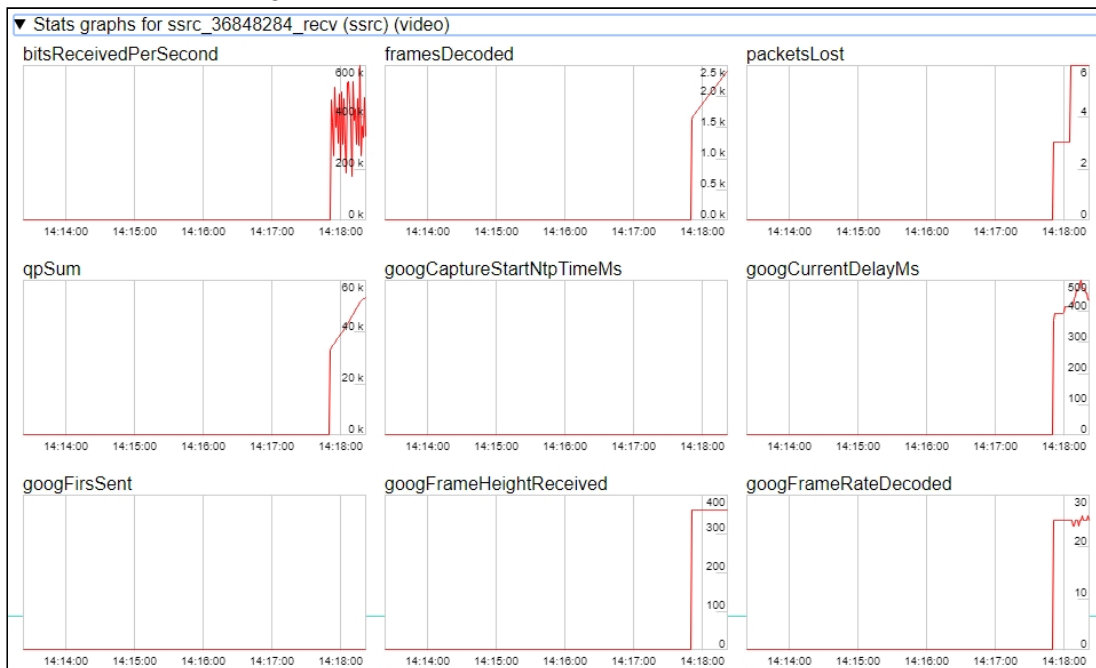 ▼ Stats graphs for ssrc_36848284_recv (ssrc) (video)
bitsReceivedPerSecond
600 k
400 k
200 k
0 k
14:14:00 14:15:00 14:16:00 14:17:00 14:18:00
framesDecoded
2.5 k
2.0 k
1.5 k
1.0 k
0.5 k
0.0 k
14:14:00 14:15:00 14:16:00 14:17:00 14:18:00
packetsLost
6
4
2
0
14:14:00 14:15:00 14:16:00 14:17:00 14:18:00
qpSum
60 k
40 k
20 k
0 k
14:14:00 14:15:00 14:16:00 14:17:00 14:18:00
googCaptureStartNtpTimeMs
14:14:00 14:15:00 14:16:00 14:17:00 14:18:00
googCurrentDelayMs
500
400
300
200
100
0
14:14:00 14:15:00 14:16:00 14:17:00 14:18:00
googFirsSent
14:14:00 14:15:00 14:16:00 14:17:00 14:18:00
googFrameHeightReceived
400
300
200
100
0
14:14:00 14:15:00 14:16:00 14:17:00 14:18:00
googFrameRateDecoded
30
20
10
0
14:14:00 14:15:00 14:16:00 14:17:00 14:18:00